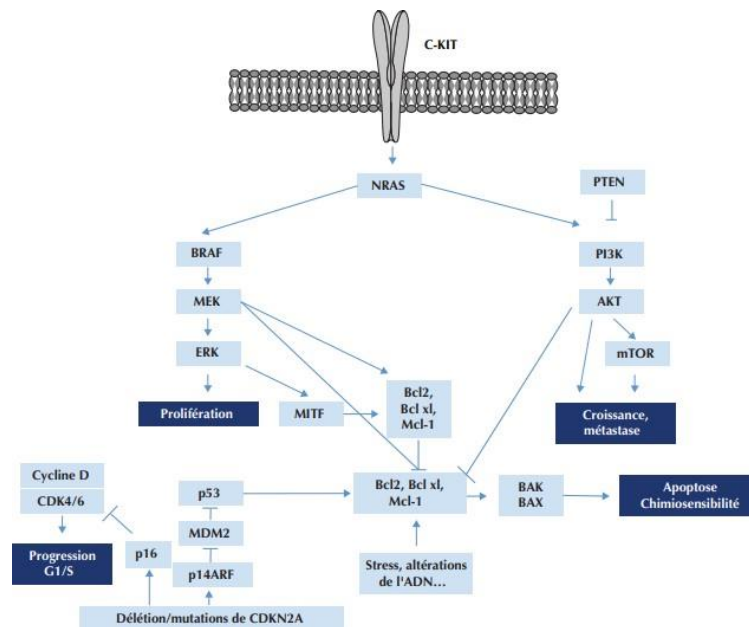 C-KIT
NRAS
PTEN
BRAF
PI3K
MEK
AKT
ERK
mTOR
Prolifération
MITF
Bcl2,
Bcl xl,
Mcl-1
Croissance,
métastase
Cycline D
CDK4/6
p53
Bcl2, Bcl xl,
Mcl-1
BAK
BAX
Apoptose
Chimiosensibilité
MDM2
Progression
G1/S
p16
p14ARF
Stress, altérations
de l'ADN…
Délétion/mutations de CDKN2A